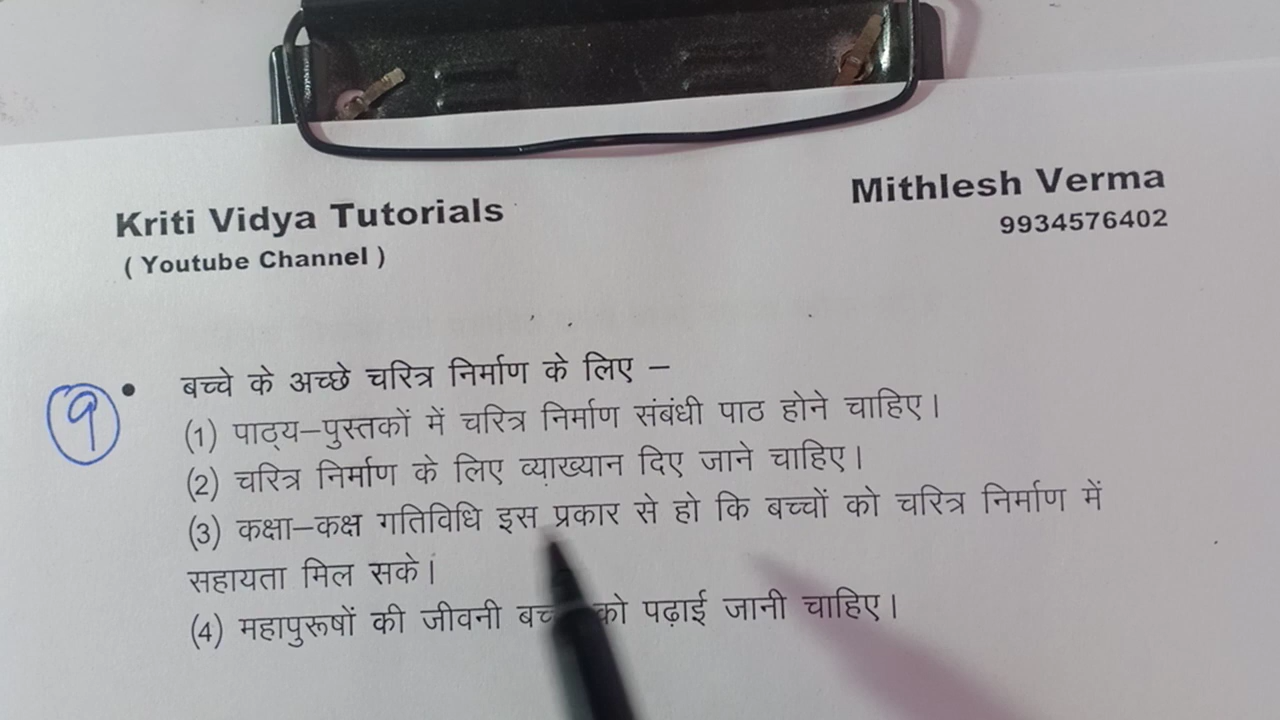 Kriti Vidya Tutorials
( Youtube Channel )
Mithlesh Verma
9934576402
9
• बच्चे के अच्छे चरित्र निर्माण के लिए –
(1) पाठ्य–पुस्तकों में चरित्र निर्माण संबंधी पाठ होने चाहिए।
(2) चरित्र निर्माण के लिए व्याख्यान दिए जाने चाहिए।
(3) कक्षा–कक्ष गतिविधि इस प्रकार से हो कि बच्चों को चरित्र निर्माण में
सहायता मिल सके।
(4) महापुरूषों की जीवनी को पढ़ाई जानी चाहिए।